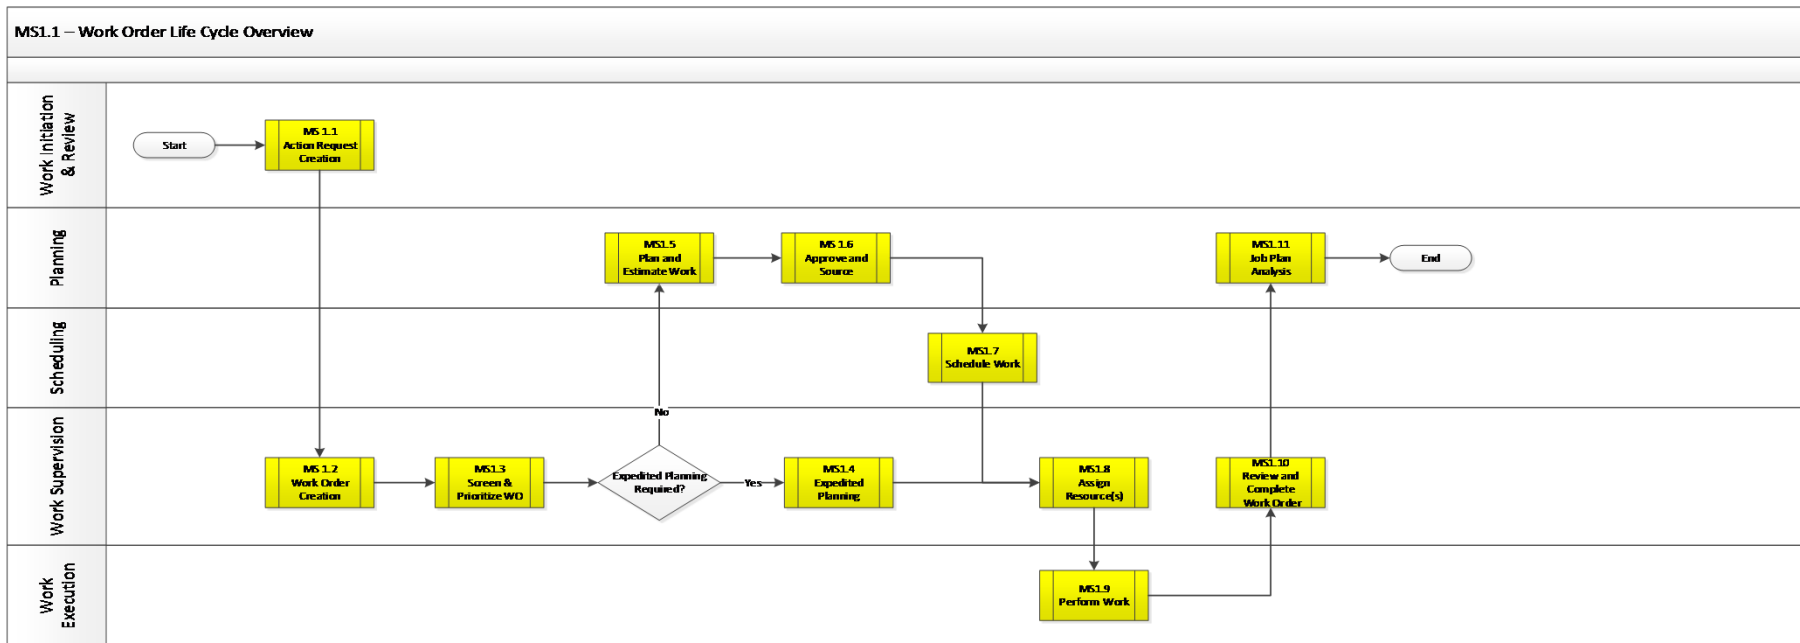 MS1.1 – Work Order Life Cycle Overview
Work Initiation
& Review
Start
MS 1.1
Action Request
Creation
Planning
MS1.5
Plan and
Estimate Work
MS 1.6
Approve and
Source
MS1.11
Job Plan
Analysis
End
Scheduling
MS1.7
Schedule Work
No
Work Supervision
MS 1.2
Work Order
Creation
MS1.3
Screen &
Prioritize WO
Expedited Planning
Required?
Yes
MS1.4
Expedited
Planning
MS1.8
Assign
Resource(s)
MS1.10
Review and
Complete
Work Order
Work
Execution
MS1.9
Perform Work